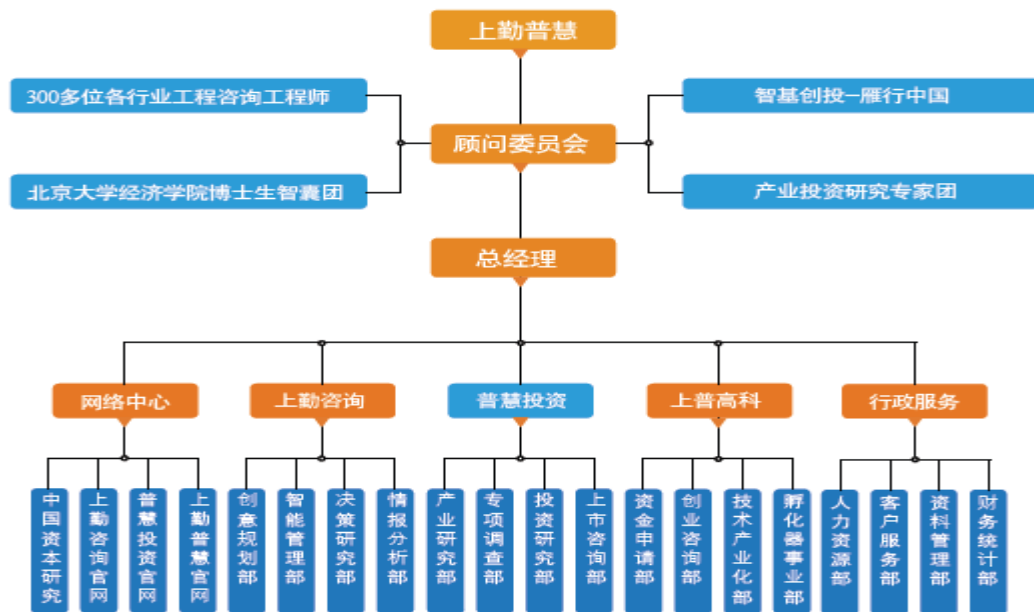 上勤普慧
300多位各行业工程咨询工程师
智基创投—雁行中国
顾问委员会
北京大学经济学院博士生智囊团
产业投资研究专家团
总经理
网络中心
上勤咨询
普慧投资
上普高科
行政服务
中国资本研究
上勤咨询官网
普慧投资官网
上勤普慧官网
创意规划部
智能管理部
决策研究部
情报分析部
产业研究部
专项调查部
投资研究部
上市咨询部
资金申请部
创业咨询部
技术产业化部
孵化器事业部
人力资源部
客户服务部
资料管理部
财务统计部